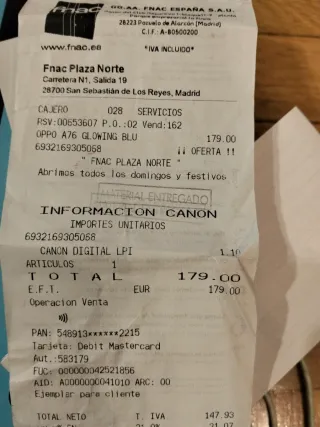 fnac
GG.AA. FNAC ESPAÑA S.A.U.
28223 Pozuelo de Alarcón (Madrid)
C.I.F: A-80500200
www.fnac.es *IVA INCLUIDO*
Fnac Plaza Norte
Carretera N1, Salida 19
28700 San Sebastián de Los Reyes, Madrid
CAJERO 028 SERVICIOS
RSV:00653607 P.O.:02 Vend:162
OPPO A76 GLOWING BLU 179.00
6932169305068 ¡¡ OFERTA !!
" FNAC PLAZA NORTE "
Abrimos todos los domingos y festivos
MATERIAL ENTREGADO
INFORMACION CANON
IMPORTES UNITARIOS
6932169305068
CANON DIGITAL LPI 1.10
ARTICULOS 1
TOTAL 179.00
E.F.T. EUR 179.00
Operacion Venta
PAN: 548913******2215
Tarjeta: Debit Mastercard
Aut.:583179
FUC: 000000042521856
AID: A0000000041010 ARC: 00
Ejemplar para cliente
TOTAL NETO T. IVA 147.93
21.0% 31.07